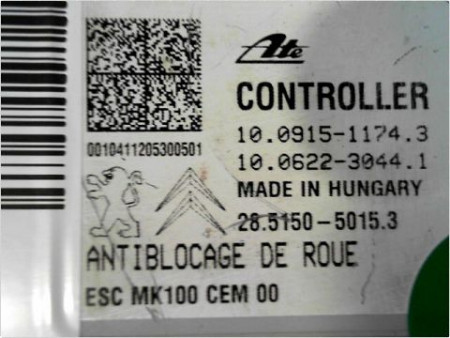 Ate
CONTROLLER
10.0915-1174.3
0010411205300501
10.0622-3044.1
MADE IN HUNGARY
28.5150-5015.3
ANTIBLOCAGE DE ROUE
ESC MK100 CEM 00